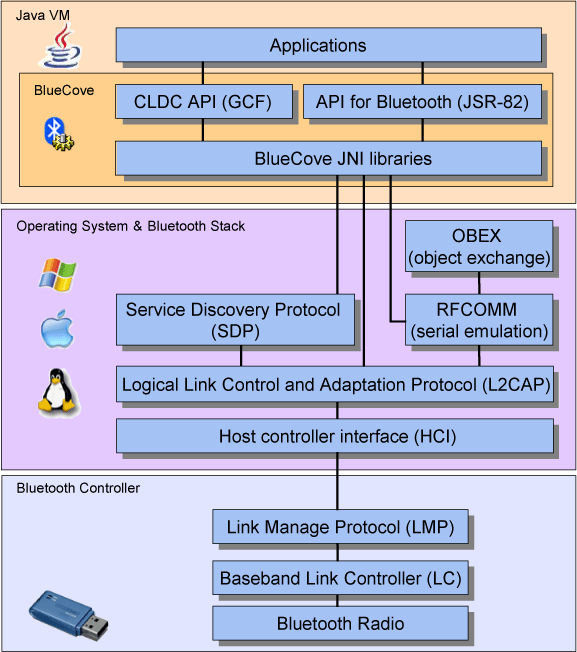 Java VM
Applications
BlueCove
CLDC API (GCF)
API for Bluetooth (JSR-82)
BlueCove JNI libraries
Operating System & Bluetooth Stack
OBEX
(object exchange)
Service Discovery Protocol
(SDP)
RFCOMM
(serial emulation)
Logical Link Control and Adaptation Protocol (L2CAP)
Host controller interface (HCI)
Bluetooth Controller
Link Manage Protocol (LMP)
Baseband Link Controller (LC)
Bluetooth Radio